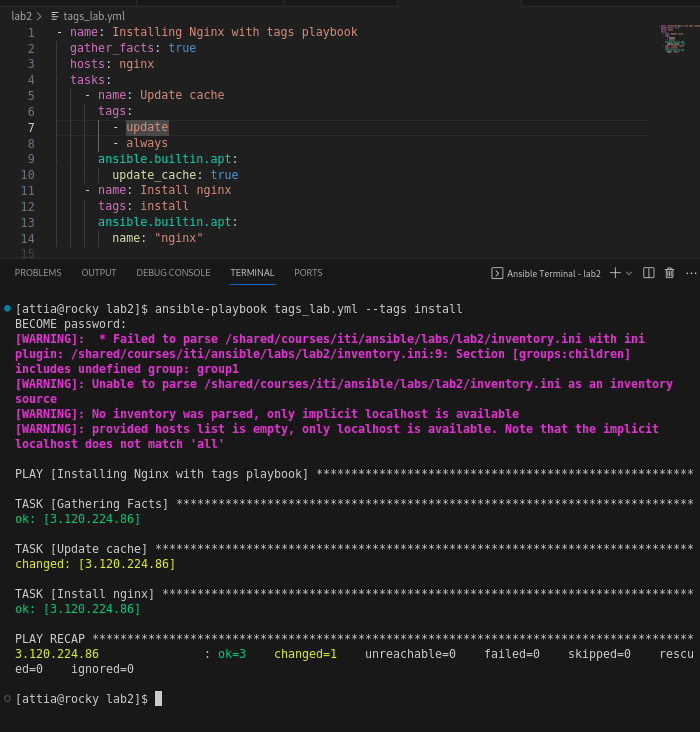 lab2 > tags_lab.yml
1 - name: Installing Nginx with tags playbook
2 gather_facts: true
3 hosts: nginx
4 tasks:
5 - name: Update cache
6 tags:
7 - update
8 - always
9 ansible.builtin.apt:
10 update_cache: true
11 - name: Install nginx
12 tags: install
13 ansible.builtin.apt:
14 name: "nginx"
15
PROBLEMS OUTPUT DEBUG CONSOLE TERMINAL PORTS Ansible Terminal - lab2
[attia@rocky lab2]$ ansible-playbook tags_lab.yml --tags install
BECOME password:
[WARNING]:  * Failed to parse /shared/courses/iti/ansible/labs/lab2/inventory.ini with ini
plugin: /shared/courses/iti/ansible/labs/lab2/inventory.ini:9: Section [groups:children]
includes undefined group: group1
[WARNING]: Unable to parse /shared/courses/iti/ansible/labs/lab2/inventory.ini as an inventory
source
[WARNING]: No inventory was parsed, only implicit localhost is available
[WARNING]: provided hosts list is empty, only localhost is available. Note that the implicit
localhost does not match 'all'
PLAY [Installing Nginx with tags playbook] ******************************************************
TASK [Gathering Facts] **************************************************************************
ok: [3.120.224.86]
TASK [Update cache] *****************************************************************************
changed: [3.120.224.86]
TASK [Install nginx] ****************************************************************************
ok: [3.120.224.86]
PLAY RECAP **************************************************************************************
3.120.224.86               : ok=3    changed=1    unreachable=0    failed=0    skipped=0    rescu
ed=0    ignored=0
[attia@rocky lab2]$